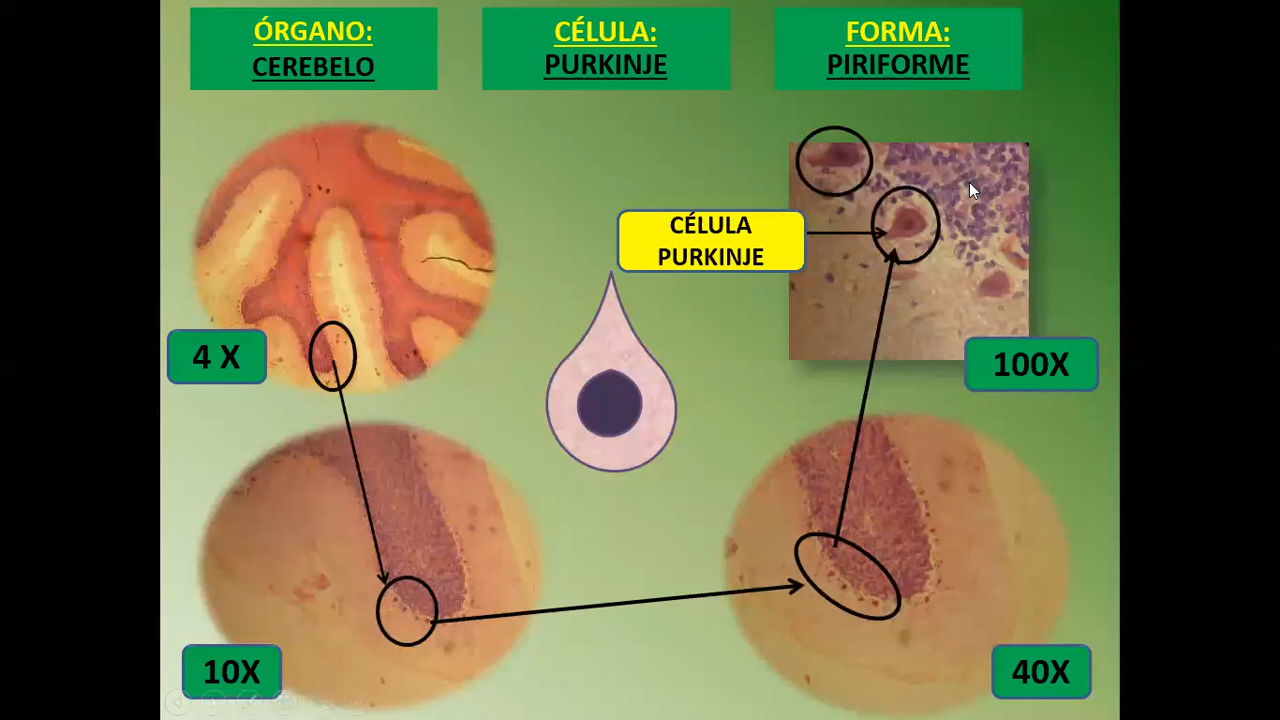 ÓRGANO:
CEREBELO
CÉLULA:
PURKINJE
FORMA:
PIRIFORME
CÉLULA
PURKINJE
4 X
100X
10X
40X